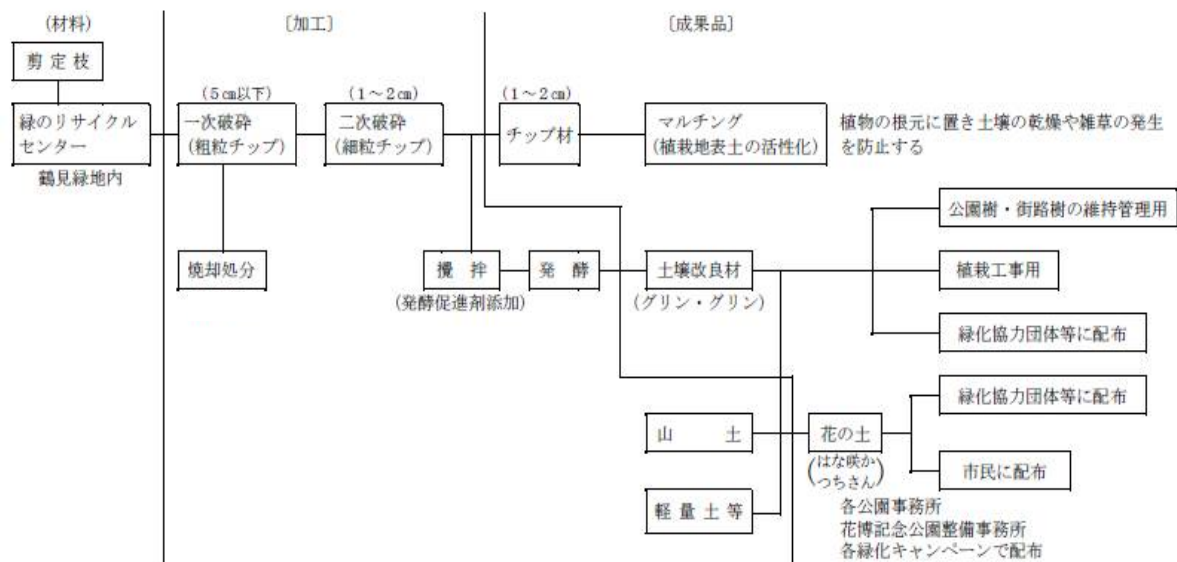 (材料)
〔加工〕
〔成果品〕
剪定枝
緑のリサイクル
センター
鶴見緑地内
(5㎝以下)
一次破砕
(粗粒チップ)
(1～2㎝)
二次破砕
(細粒チップ)
(1～2㎝)
チップ材
マルチング
(植栽地表土の活性化)
植物の根元に置き土壌の乾燥や雑草の発生
を防止する
焼却処分
攪拌
(発酵促進剤添加)
発酵
土壌改良材
(グリン・グリン)
公園樹・街路樹の維持管理用
植栽工事用
緑化協力団体等に配布
山土
軽量土等
花の土
(はな咲か
つちさん)
緑化協力団体等に配布
市民に配布
各公園事務所
花博記念公園整備事務所
各緑化キャンペーンで配布